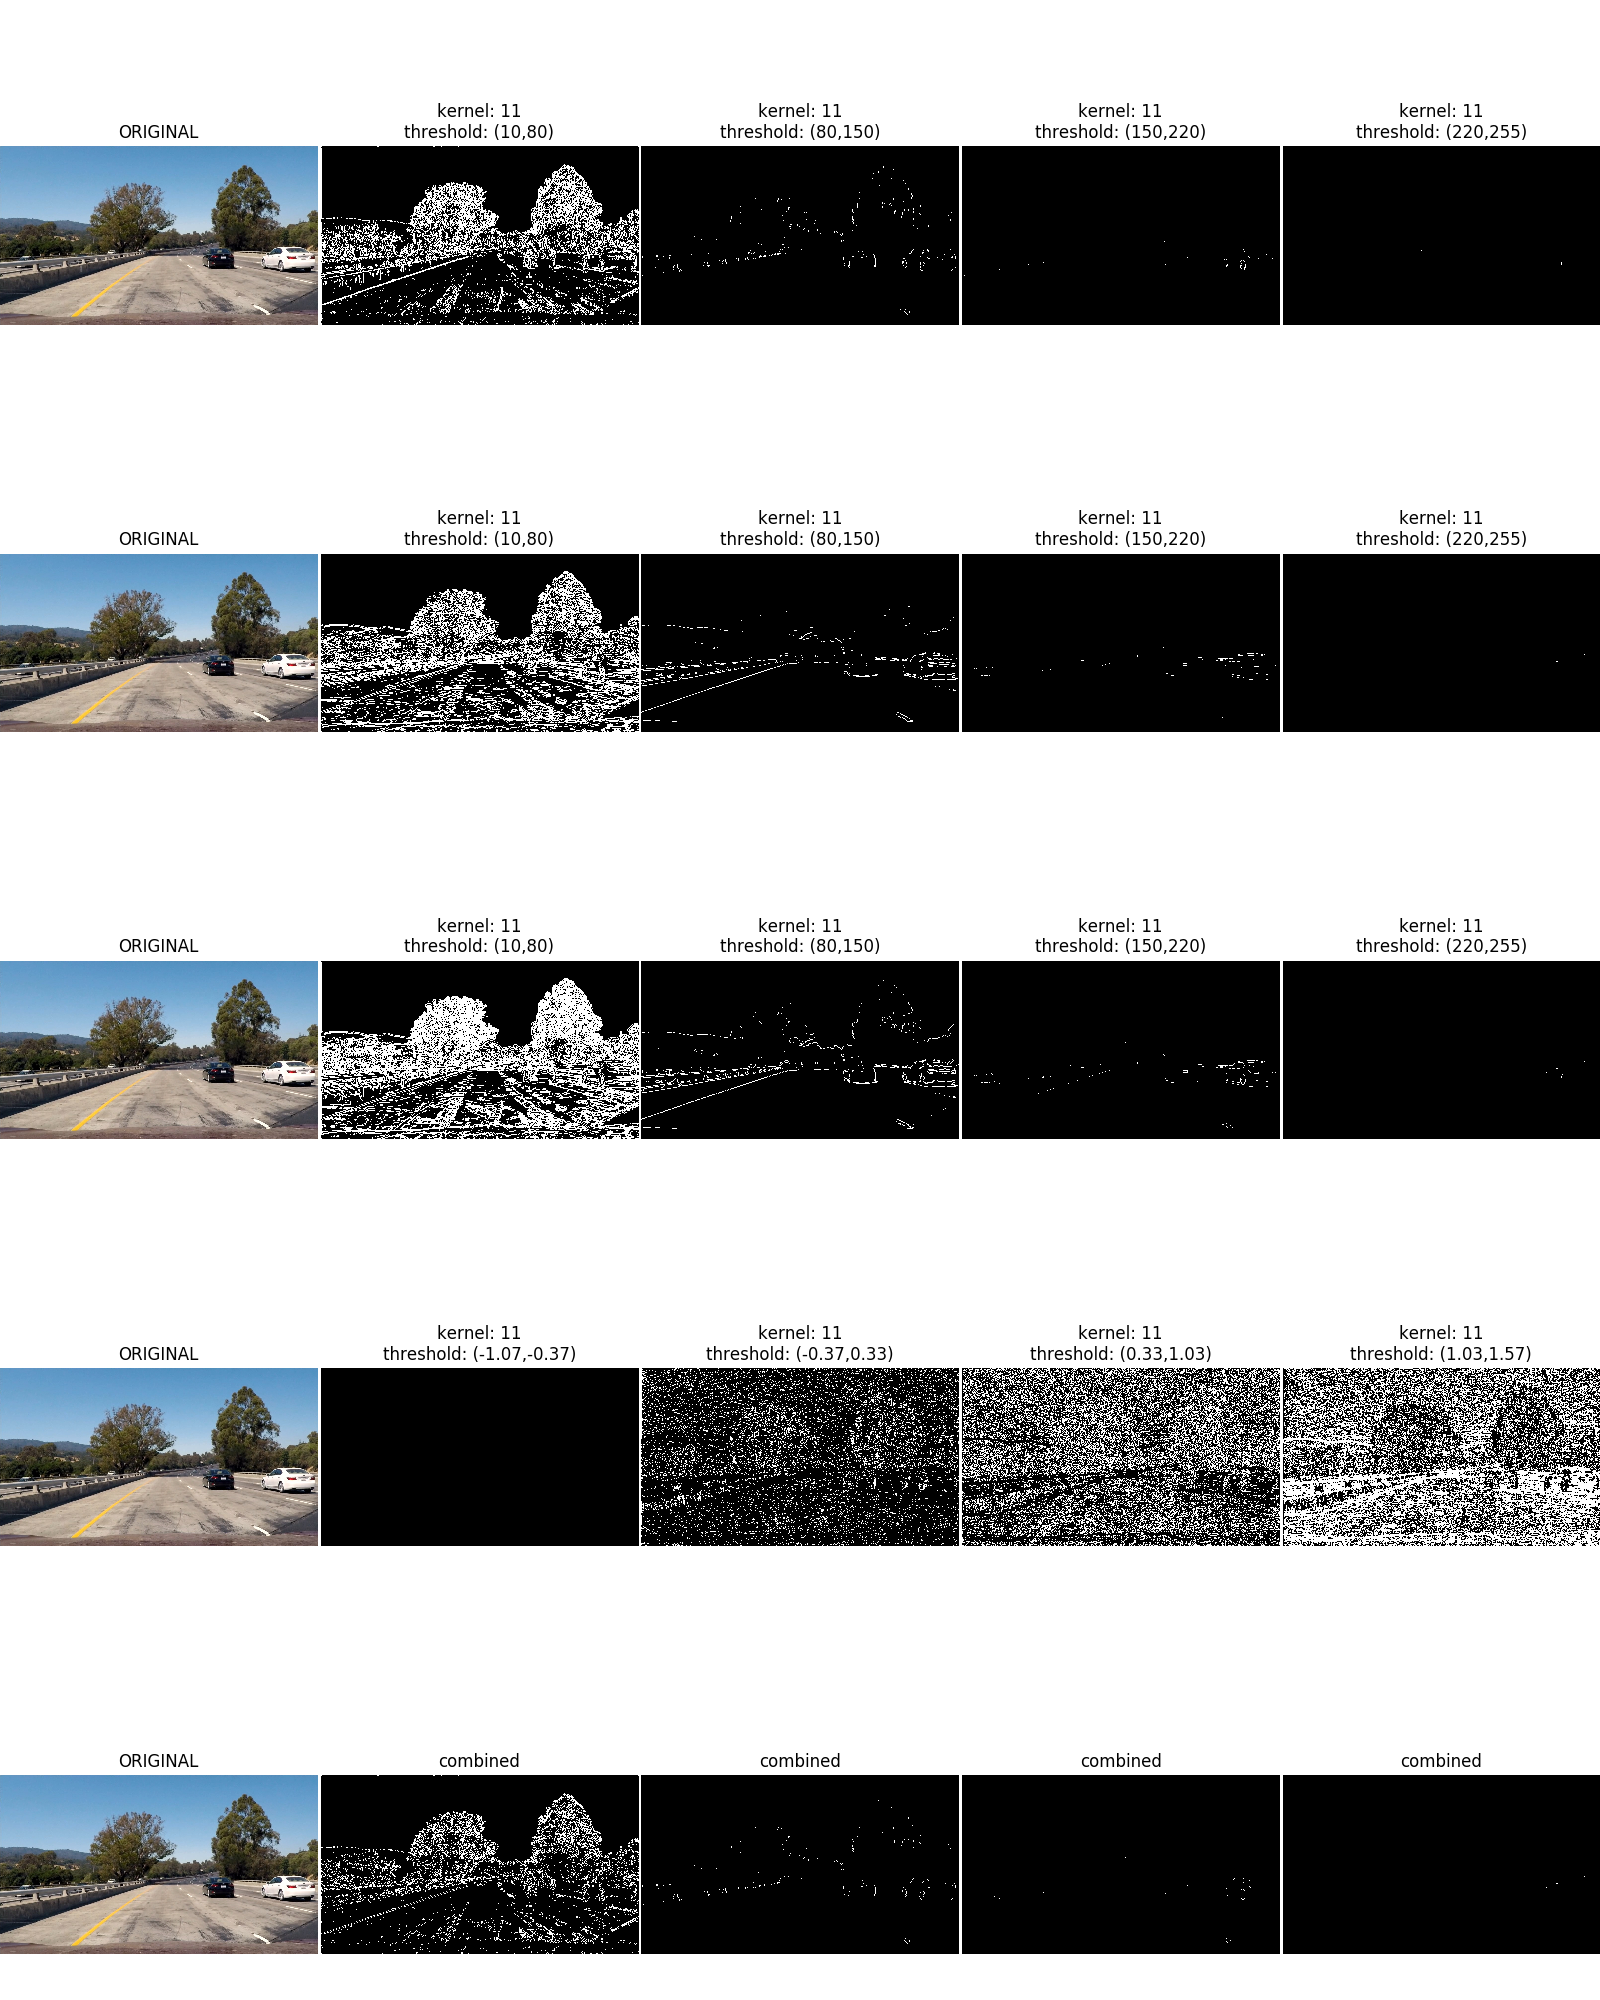 ORIGINAL
kernel: 11
threshold: (10,80)
kernel: 11
threshold: (80,150)
kernel: 11
threshold: (150,220)
kernel: 11
threshold: (220,255)
ORIGINAL
kernel: 11
threshold: (10,80)
kernel: 11
threshold: (80,150)
kernel: 11
threshold: (150,220)
kernel: 11
threshold: (220,255)
ORIGINAL
kernel: 11
threshold: (10,80)
kernel: 11
threshold: (80,150)
kernel: 11
threshold: (150,220)
kernel: 11
threshold: (220,255)
ORIGINAL
kernel: 11
threshold: (-1.07,-0.37)
kernel: 11
threshold: (-0.37,0.33)
kernel: 11
threshold: (0.33,1.03)
kernel: 11
threshold: (1.03,1.57)
ORIGINAL
combined
combined
combined
combined